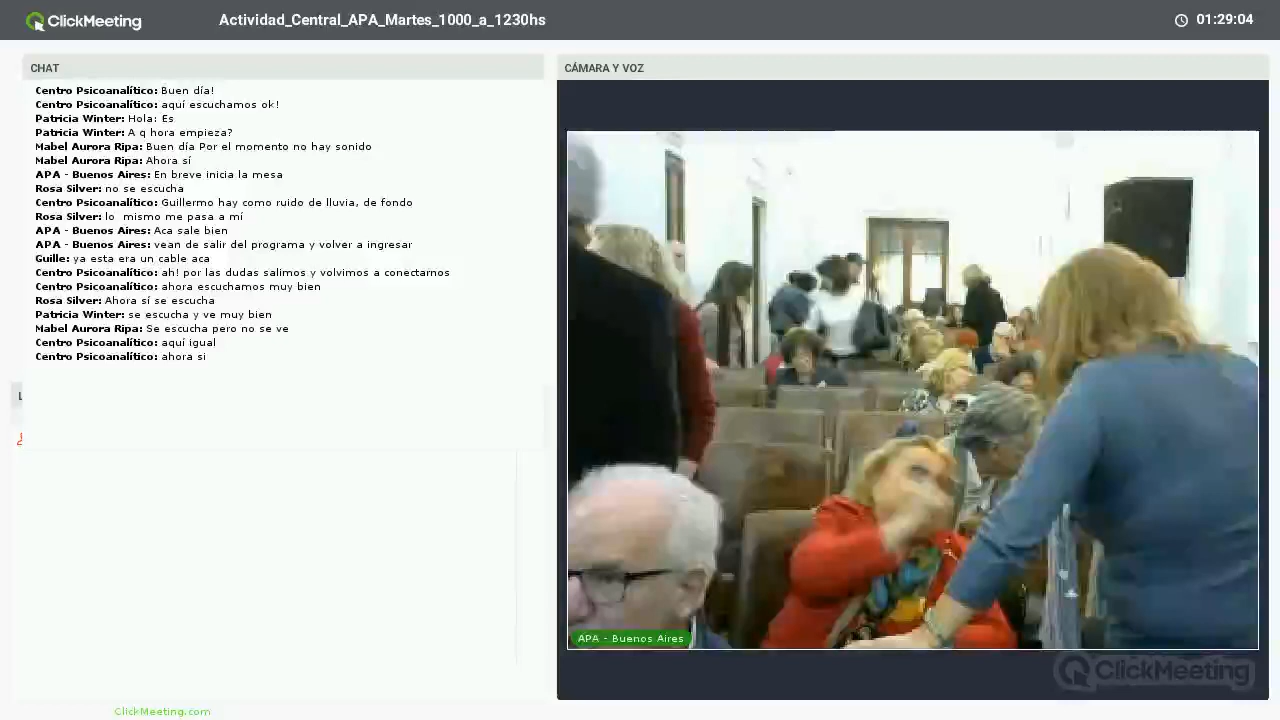 ClickMeeting
Actividad_Central_APA_Martes_1000_a_1230hs
01:29:04
CHAT
Centro Psicoanalítico: Buen día!
Centro Psicoanalítico: aquí escuchamos ok!
Patricia Winter: Hola: Es
Patricia Winter: A q hora empieza?
Mabel Aurora Ripa: Buen día Por el momento no hay sonido
Mabel Aurora Ripa: Ahora sí
APA - Buenos Aires: En breve inicia la mesa
Rosa Silver: no se escucha
Centro Psicoanalítico: Guillermo hay como ruido de lluvia, de fondo
Rosa Silver: lo mismo me pasa a mí
APA - Buenos Aires: Aca sale bien
APA - Buenos Aires: vean de salir del programa y volver a ingresar
Guille: ya esta era un cable aca
Centro Psicoanalítico: ah! por las dudas salimos y volvimos a conectarnos
Centro Psicoanalítico: ahora escuchamos muy bien
Rosa Silver: Ahora sí se escucha
Patricia Winter: se escucha y ve muy bien
Mabel Aurora Ripa: Se escucha pero no se ve
Centro Psicoanalítico: aquí igual
Centro Psicoanalítico: ahora si
L
ClickMeeting.com
CÁMARA Y VOZ
APA - Buenos Aires
ClickMeeting